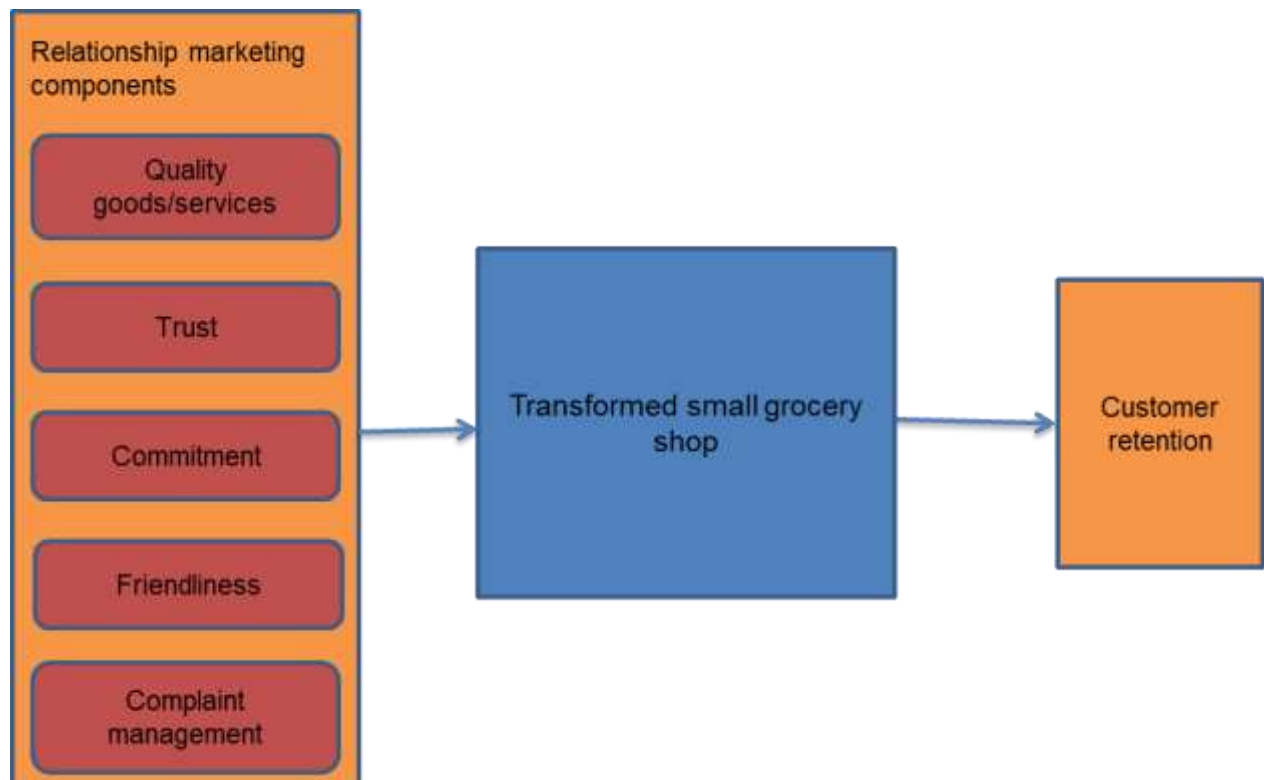 Relationship marketing
components
Quality
goods/services
Trust
Commitment
Friendliness
Complaint
management
Transformed small grocery
shop
Customer
retention